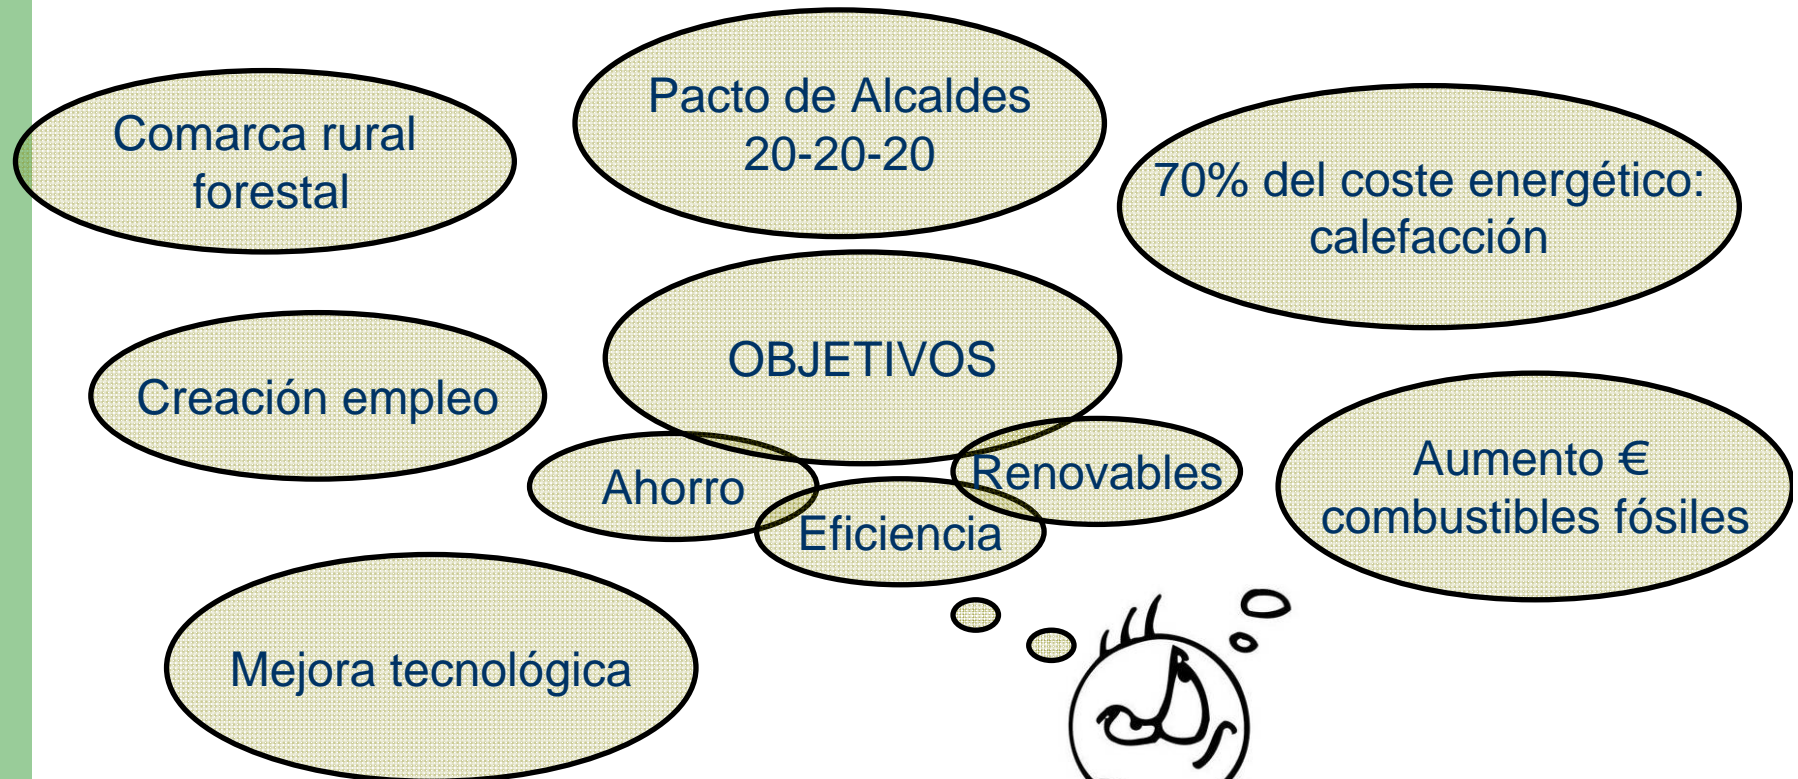 Pacto de Alcaldes
20-20-20
Comarca rural
forestal
70% del coste energético:
calefacción
OBJETIVOS
Creación empleo
Ahorro
Eficiencia
Renovables
Aumento €
combustibles fósiles
Mejora tecnológica